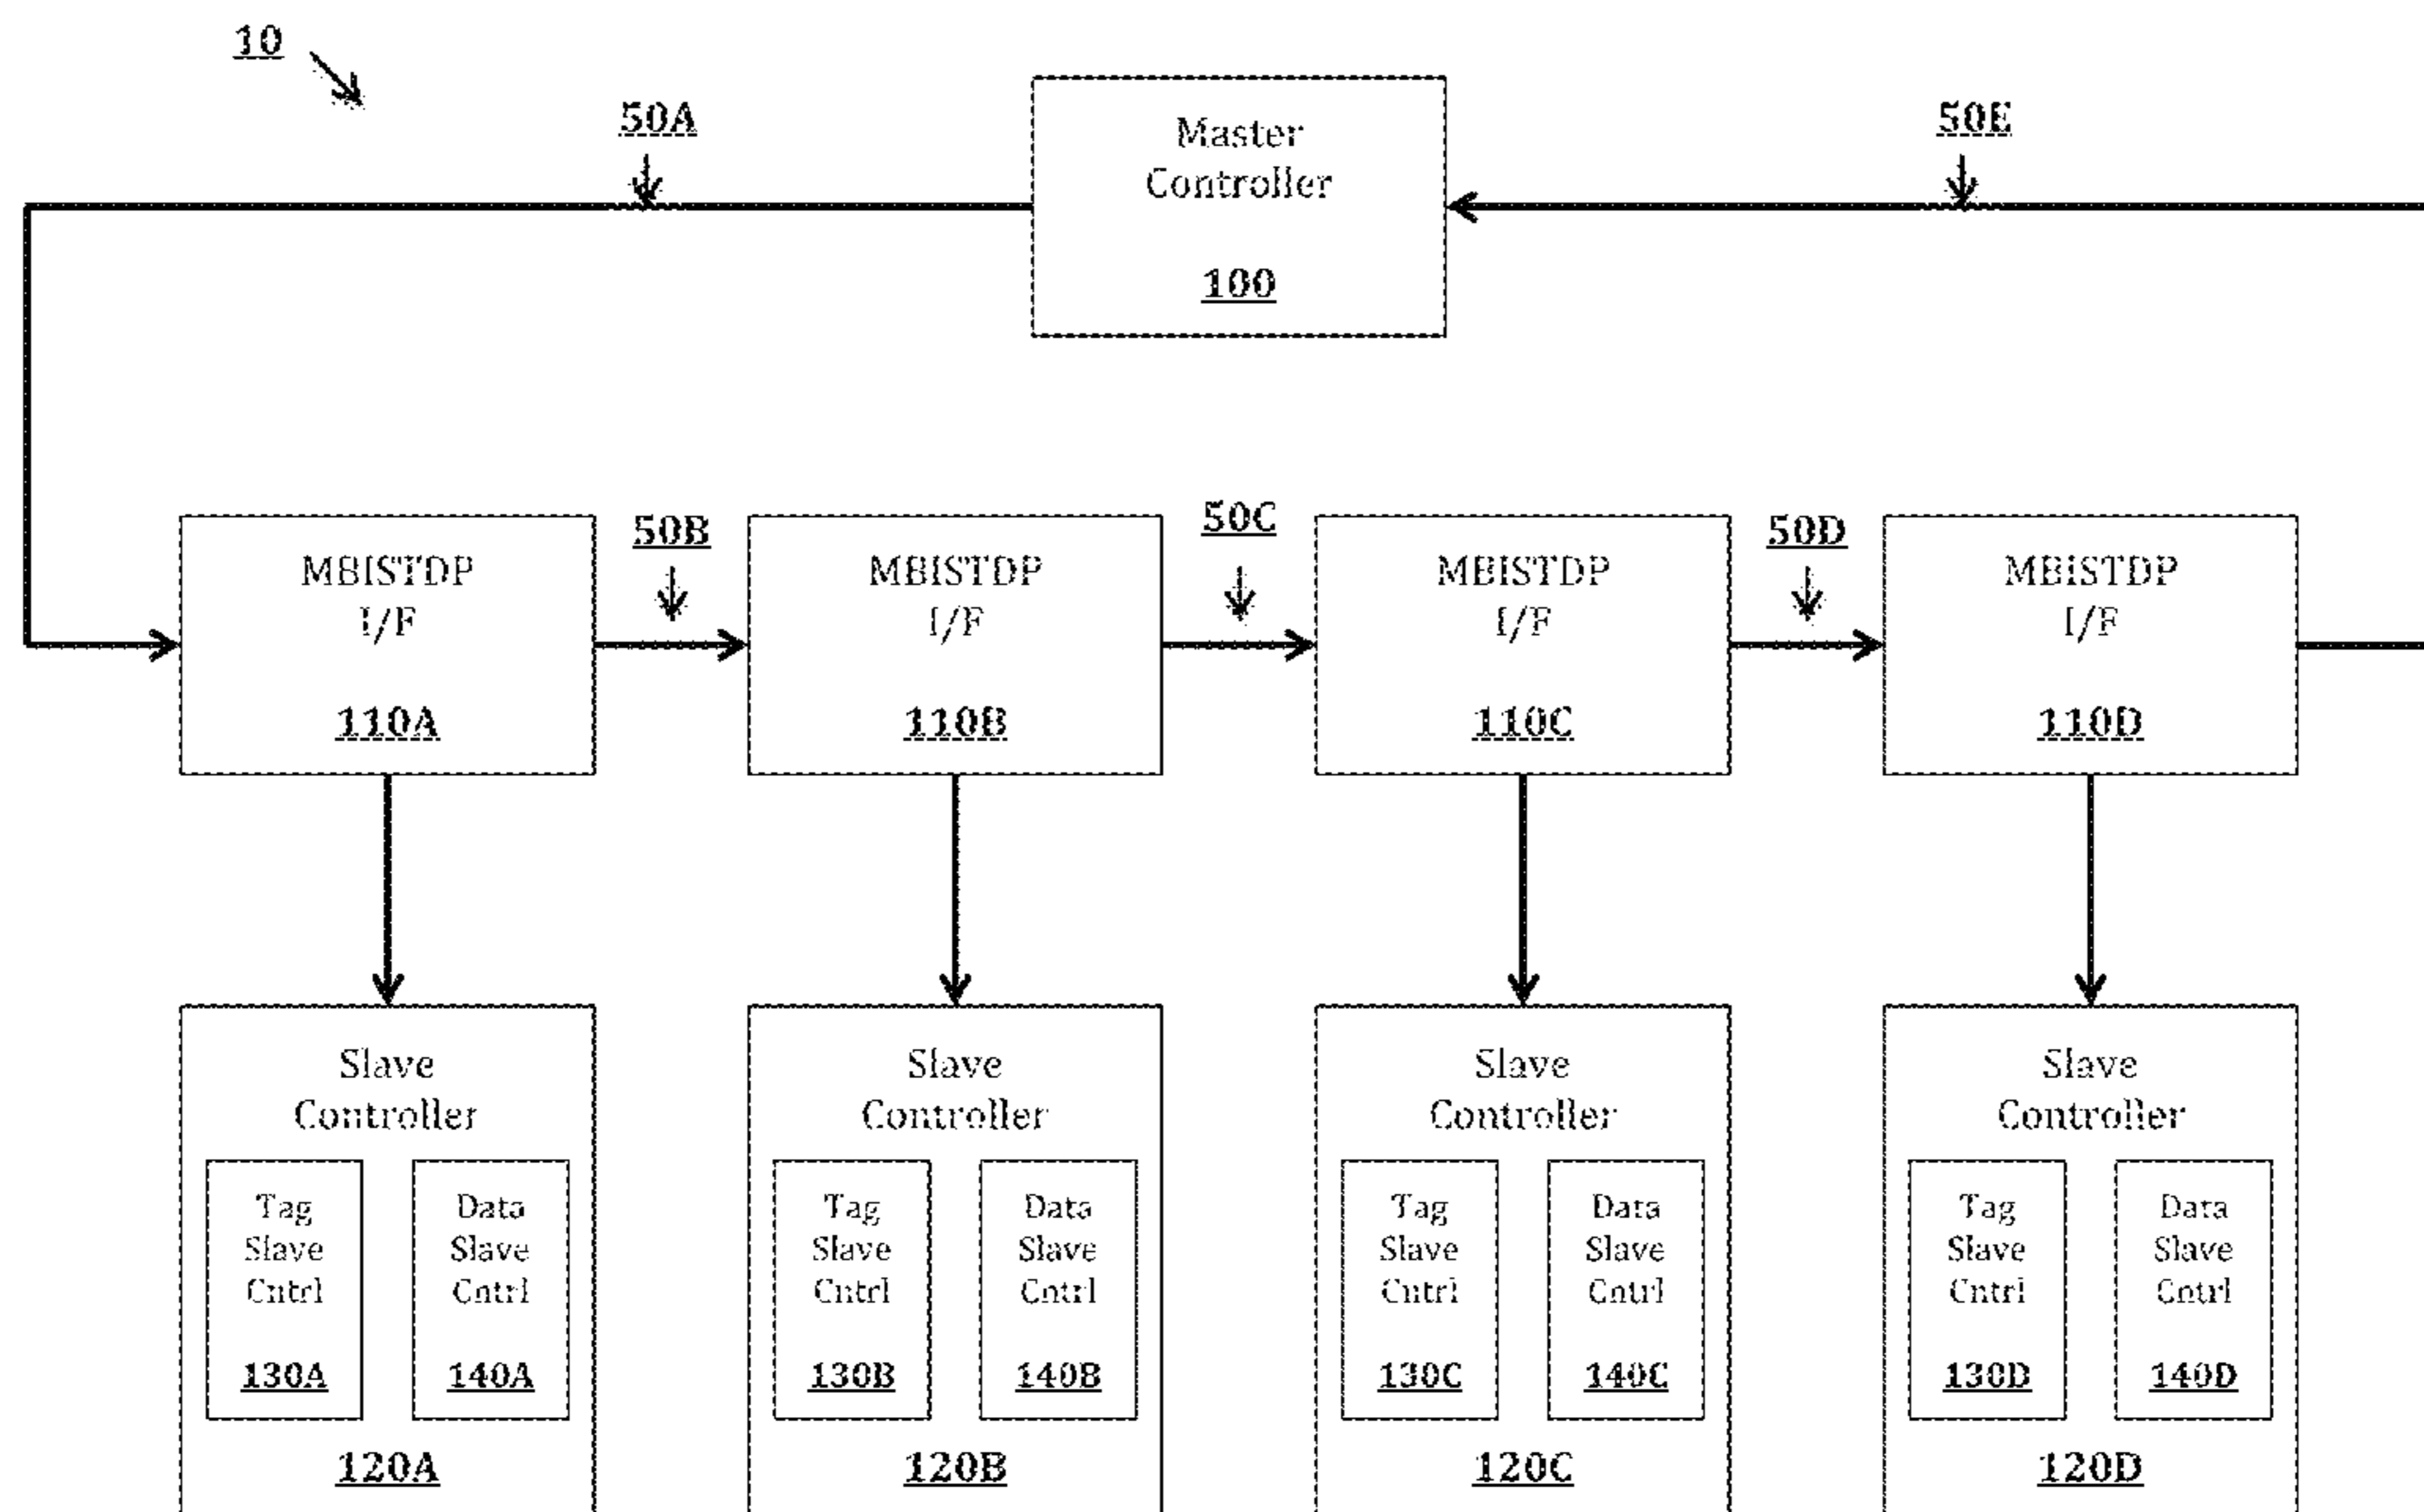 10
50A
50E
Master
Controller
100
50B
50C
50D
MBISTDP
I/F
110A
MBISTDP
I/F
110B
MBISTDP
I/F
110C
MBISTDP
I/F
110D
Slave
Controller
Tag
Slave
Cntrl
130A
Data
Slave
Cntrl
140A
120A
Slave
Controller
Tag
Slave
Cntrl
130B
Data
Slave
Cntrl
140B
120B
Slave
Controller
Tag
Slave
Cntrl
130C
Data
Slave
Cntrl
140C
120C
Slave
Controller
Tag
Slave
Cntrl
130D
Data
Slave
Cntrl
140D
120D